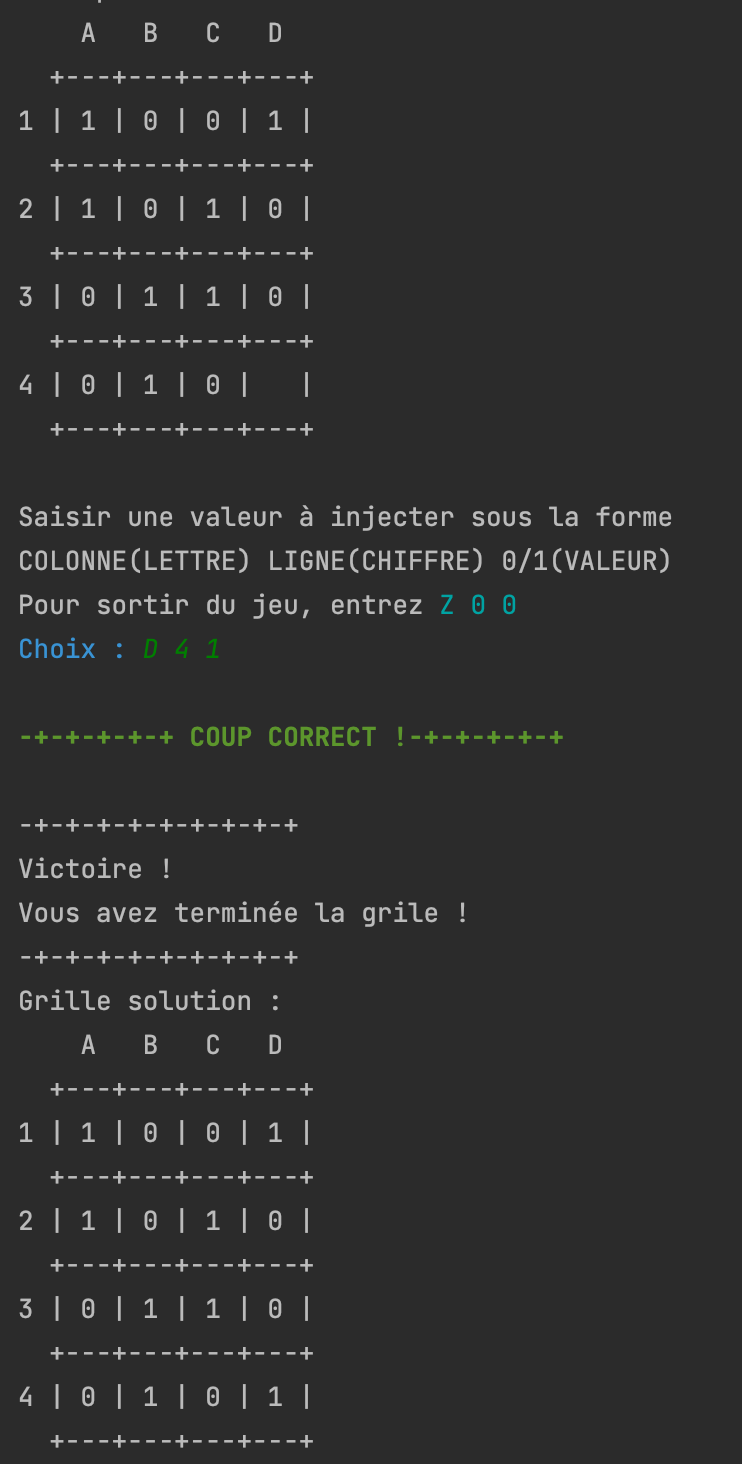 A   B   C   D
  +---+---+---+---+
1 | 1 | 0 | 0 | 1 |
  +---+---+---+---+
2 | 1 | 0 | 1 | 0 |
  +---+---+---+---+
3 | 0 | 1 | 1 | 0 |
  +---+---+---+---+
4 | 0 | 1 | 0 |   |
  +---+---+---+---+
Saisir une valeur à injecter sous la forme
COLONNE(LETTRE) LIGNE(CHIFFRE) 0/1(VALEUR)
Pour sortir du jeu, entrez Z 0 0
Choix : D 4 1
-+-+-+-+-+ COUP CORRECT !-+-+-+-+-+
-+-+-+-+-+-+-+-+-+
Victoire !
Vous avez terminée la grile !
-+-+-+-+-+-+-+-+-+
Grille solution :
    A   B   C   D
  +---+---+---+---+
1 | 1 | 0 | 0 | 1 |
  +---+---+---+---+
2 | 1 | 0 | 1 | 0 |
  +---+---+---+---+
3 | 0 | 1 | 1 | 0 |
  +---+---+---+---+
4 | 0 | 1 | 0 | 1 |
  +---+---+---+---+